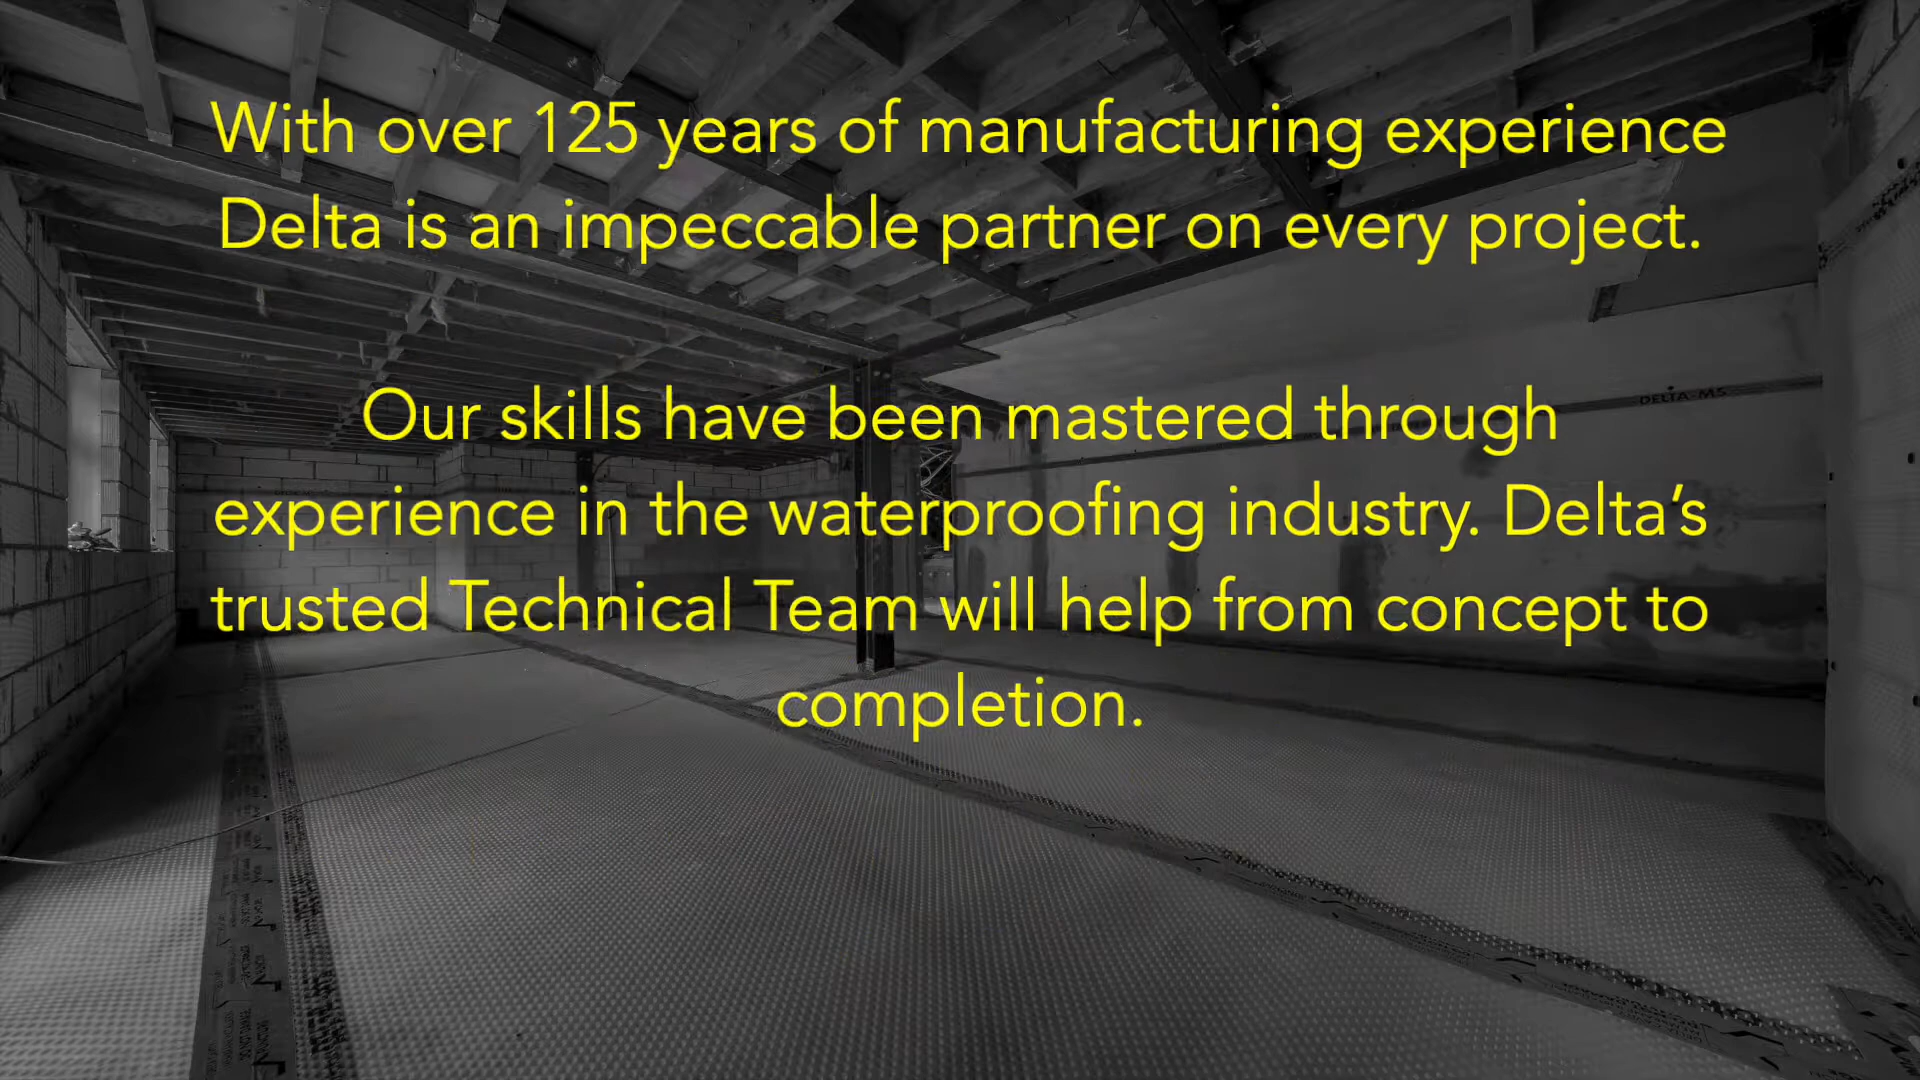 With over 125 years of manufacturing experience
Delta is an impeccable partner on every project.
Our skills have been mastered through
experience in the waterproofing industry. Delta’s
trusted Technical Team will help from concept to
completion.
DELTA-MS